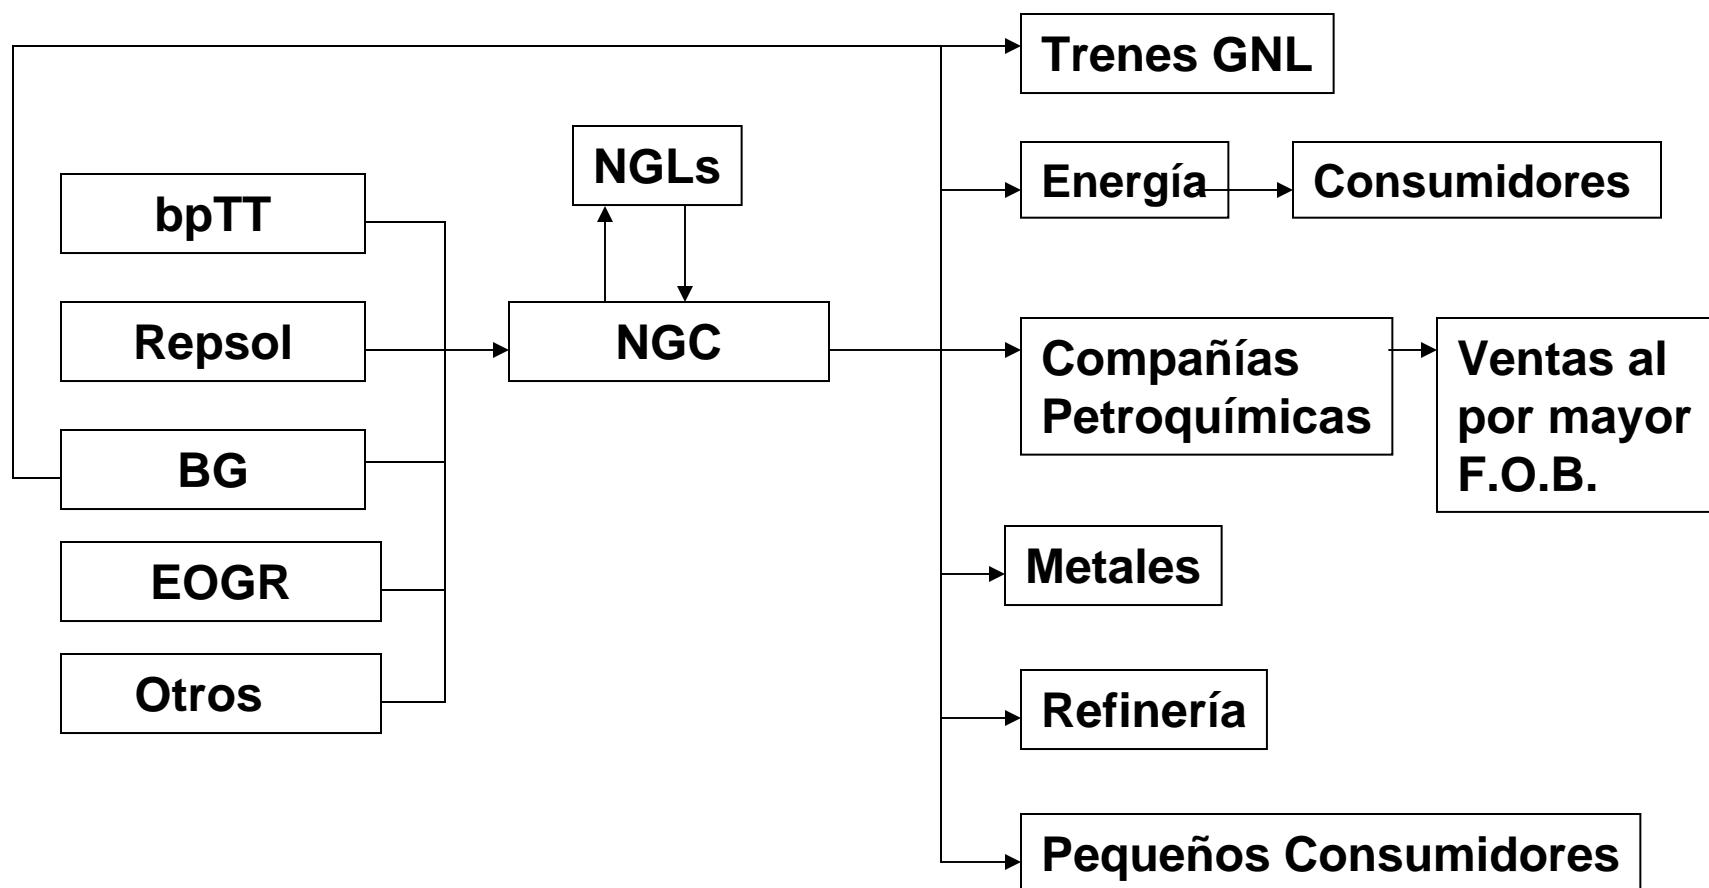 Trenes GNL
NGLs
Energía
Consumidores
bpTT
Repsol
NGC
Compañías
Petroquímicas
Ventas al
por mayor
F.O.B.
BG
EOGR
Metales
Otros
Refinería
Pequeños Consumidores